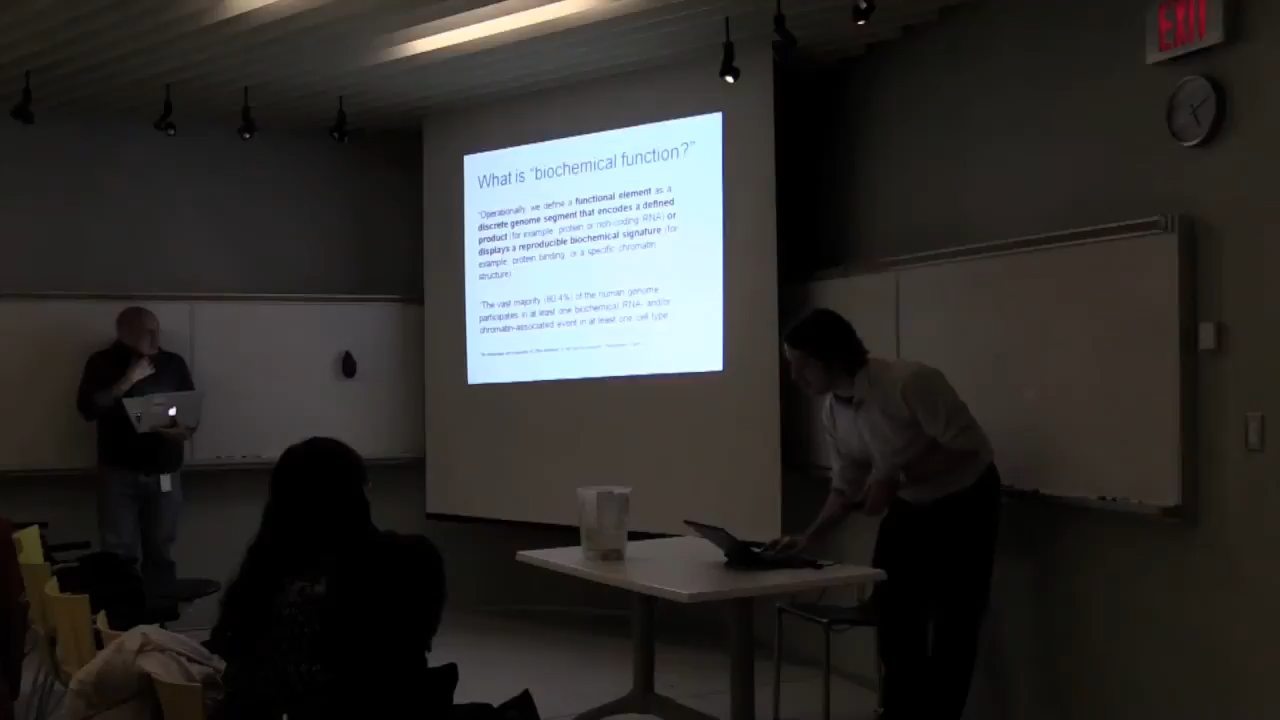 EXIT
What is "biochemical function?"
"Operationally, we define a functional element as a
discrete genome segment that encodes a defined
product (for example, protein or non-coding RNA) or
displays a reproducible biochemical signature (for
example, protein binding, or a specific chromatin
structure)
"The vast majority (80.4%) of the human genome
participates in at least one biochemical RNA- and/or
chromatin-associated event in at least one cell type